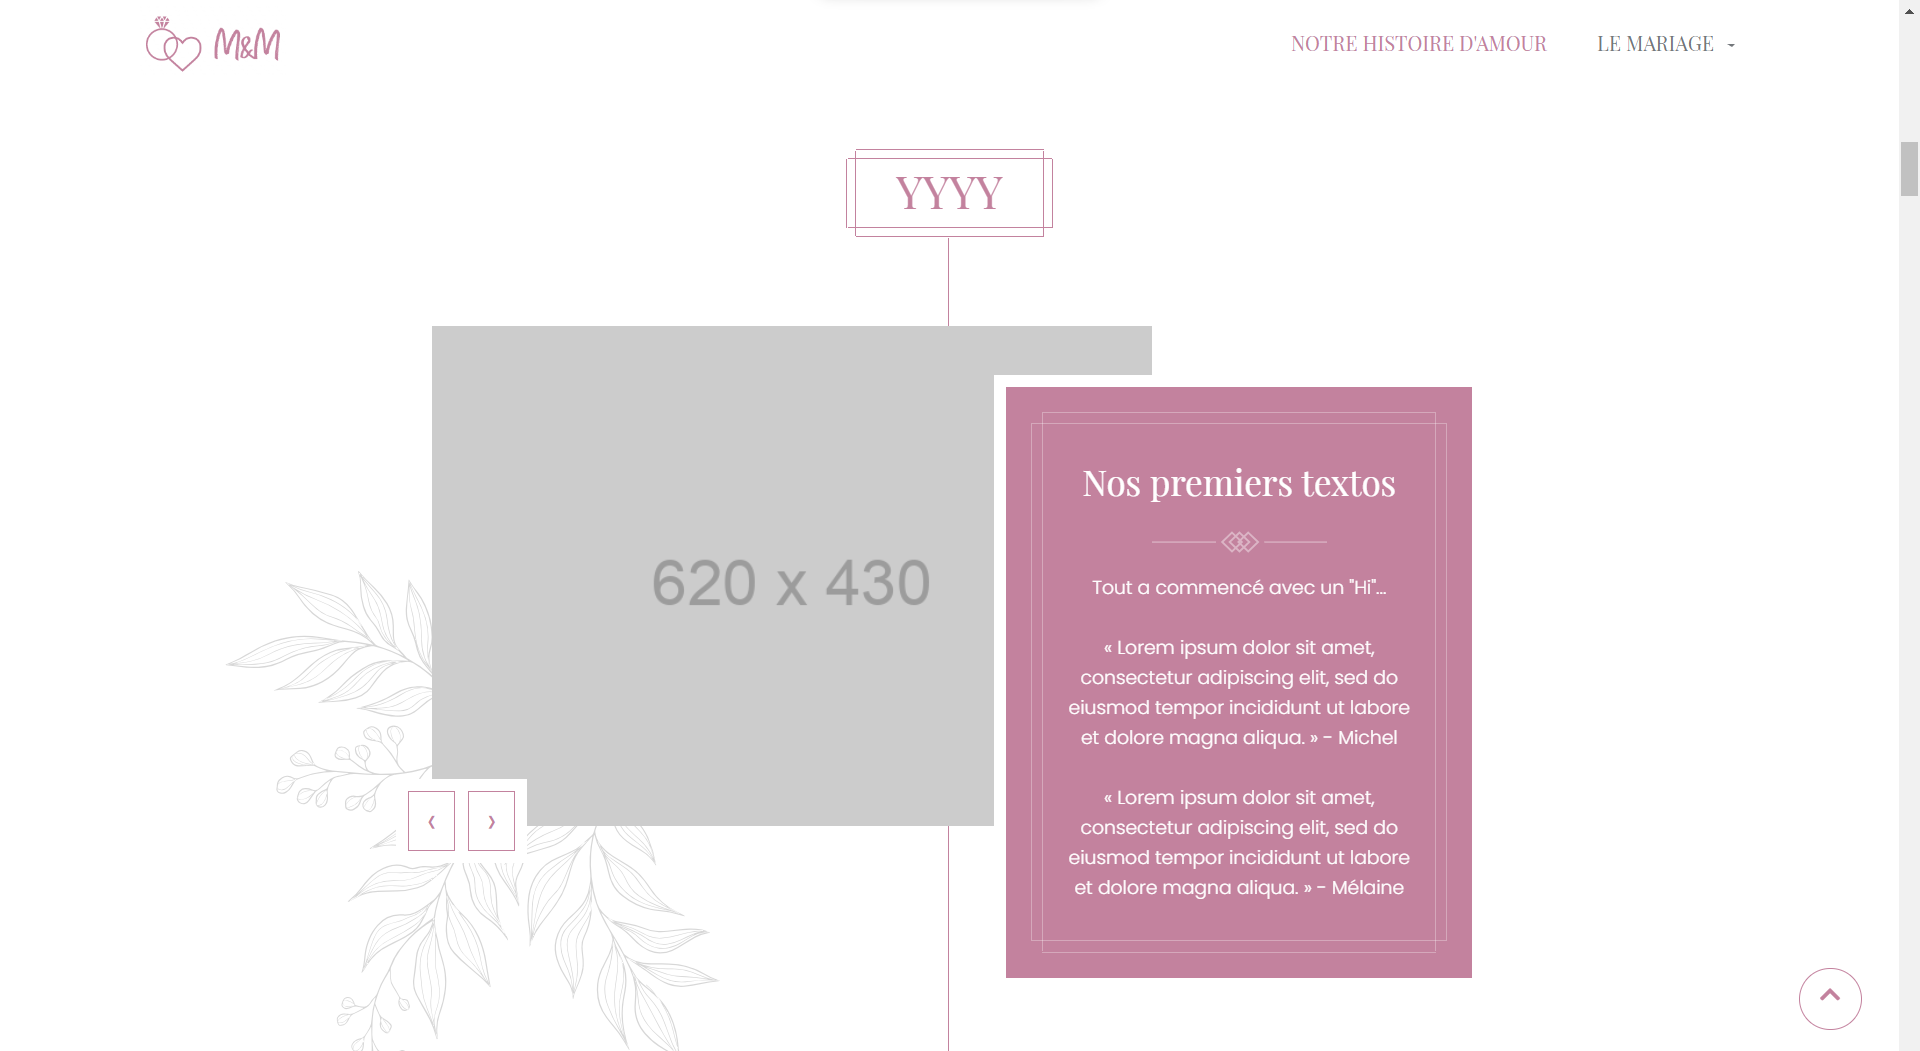 M&M
NOTRE HISTOIRE D'AMOUR
LE MARIAGE
YYYY
620 x 430
Nos premiers textos
Tout a commencé avec un "Hi"...
« Lorem ipsum dolor sit amet,
consectetur adipiscing elit, sed do
eiusmod tempor incididunt ut labore
et dolore magna aliqua. » - Michel
« Lorem ipsum dolor sit amet,
consectetur adipiscing elit, sed do
eiusmod tempor incididunt ut labore
et dolore magna aliqua. » - Mélaine